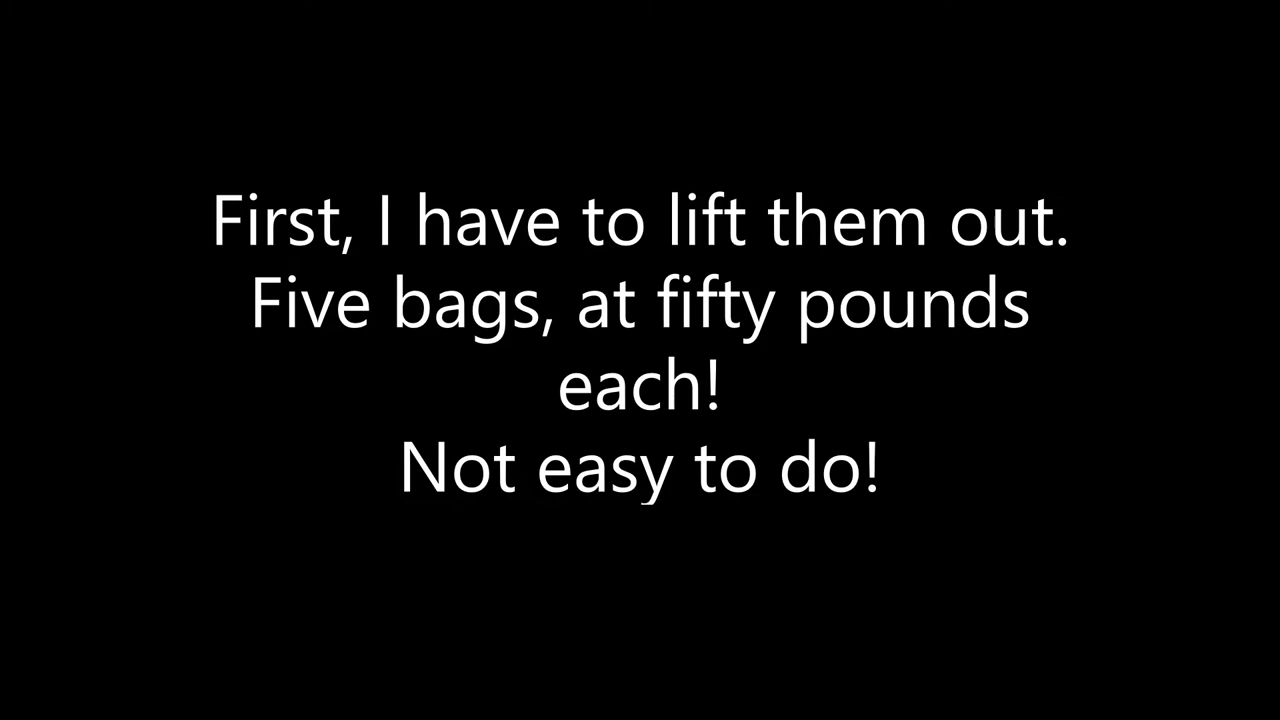 First, I have to lift them out.
Five bags, at fifty pounds
each!
Not easy to do!